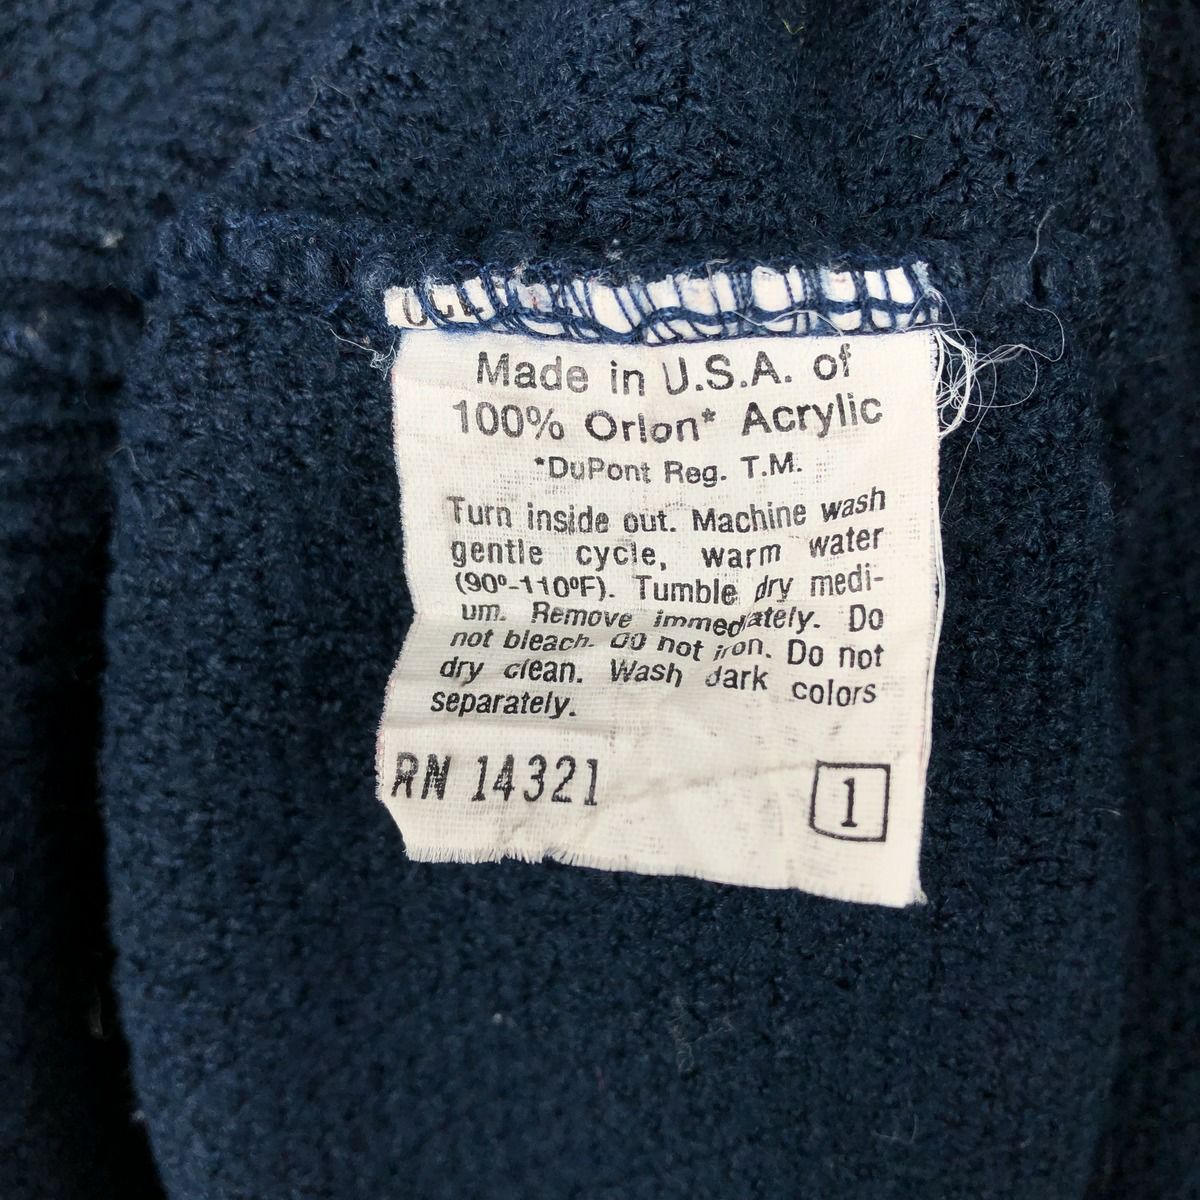 Made in U.S.A. of
100% Orlon* Acrylic
*DuPont Reg. T.M.
Turn inside out. Machine wash
gentle cycle, warm water
(90º-110ºF). Tumble dry medi-
um. Remove immediately. Do
not bleach. Do not iron. Do not
dry clean. Wash dark colors
separately.
RN 14321
1